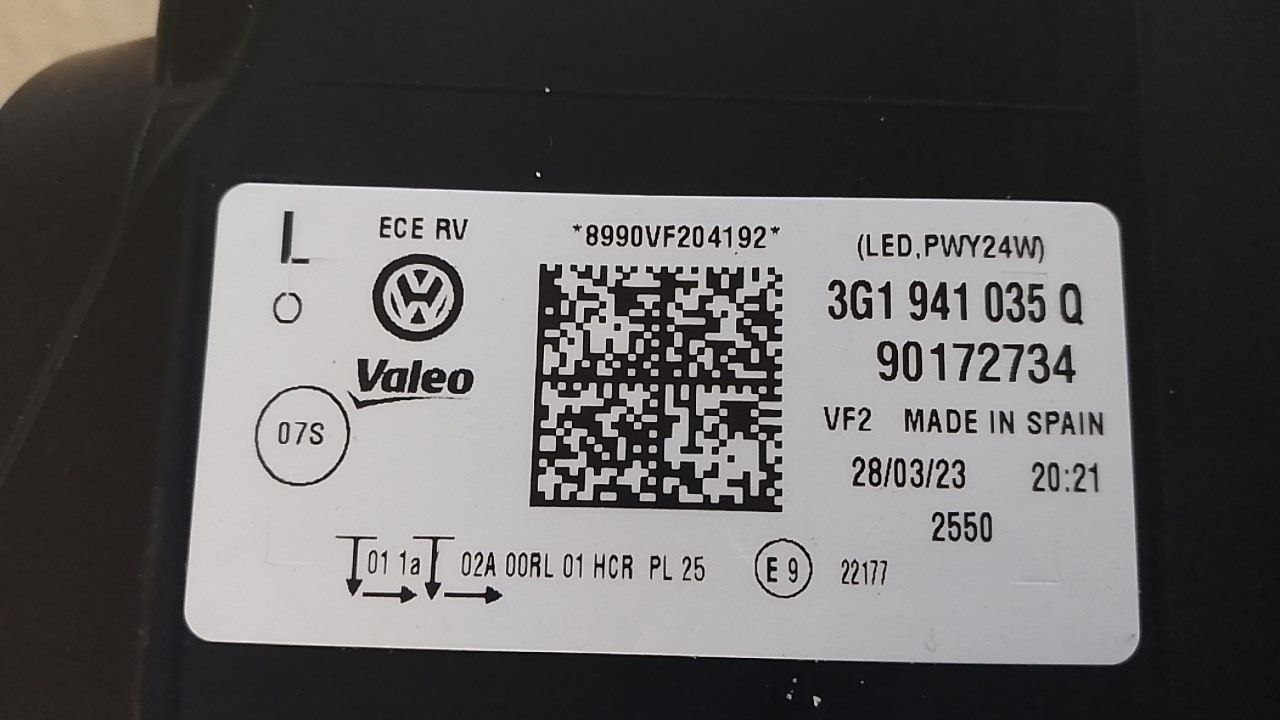 L
O
ECE RV
Valeo
07S
*8990VF204192*
(LED,PWY24W)
3G1 941 035 Q
90172734
VF2 MADE IN SPAIN
28/03/23 20:21
2550
01 1a 02A 00RL 01 HCR PL 25 E 9 22177